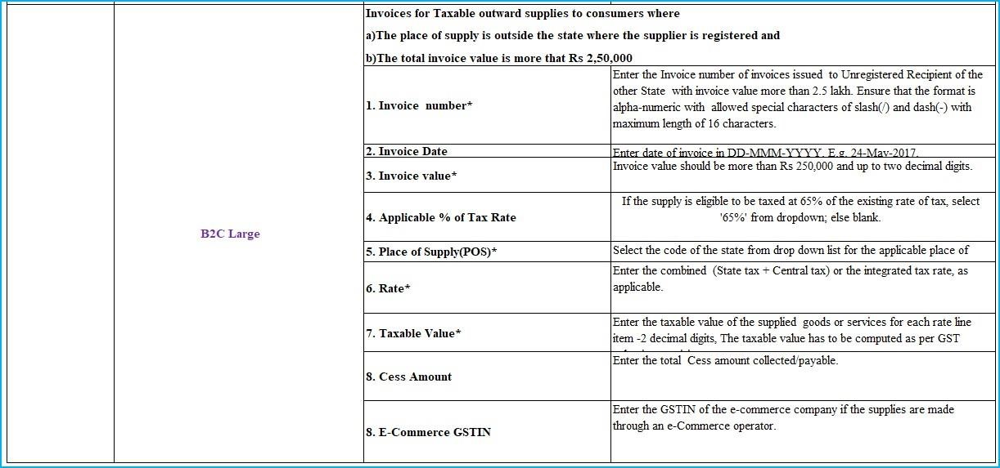 Invoices for Taxable outward supplies to consumers where
a)The place of supply is outside the state where the supplier is registered and
b)The total invoice value is more that Rs 2,50,000
B2C Large
1. Invoice number*
Enter the Invoice number of invoices issued to Unregistered Recipient of the
other State with invoice value more than 2.5 lakh. Ensure that the format is
alpha-numeric with allowed special characters of slash(/) and dash(-) with
maximum length of 16 characters.
2. Invoice Date
Enter date of invoice in DD-MMM-YYYY. E.g. 24-May-2017.
3. Invoice value*
Invoice value should be more than Rs 250,000 and up to two decimal digits.
4. Applicable % of Tax Rate
If the supply is eligible to be taxed at 65% of the existing rate of tax, select
'65%' from dropdown; else blank.
5. Place of Supply(POS)*
Select the code of the state from drop down list for the applicable place of
6. Rate*
Enter the combined (State tax + Central tax) or the integrated tax rate, as
applicable.
7. Taxable Value*
Enter the taxable value of the supplied goods or services for each rate line
item -2 decimal digits, The taxable value has to be computed as per GST
8. Cess Amount
Enter the total Cess amount collected/payable.
8. E-Commerce GSTIN
Enter the GSTIN of the e-commerce company if the supplies are made
through an e-Commerce operator.